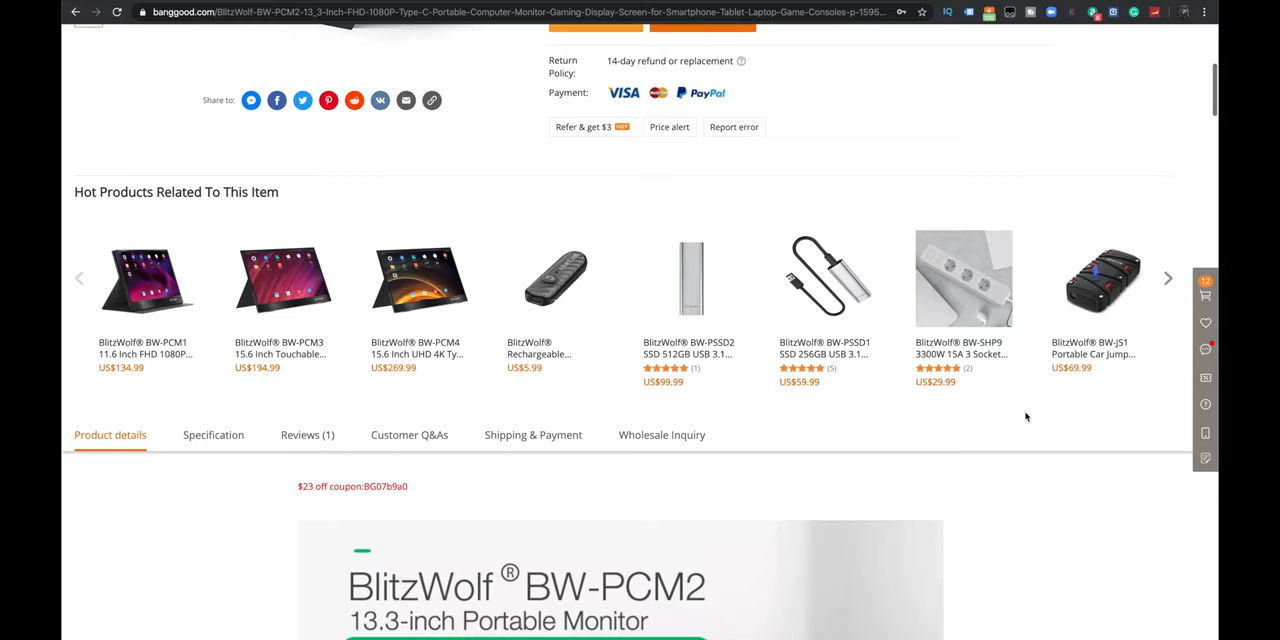 banggood.com/BlitzWolf-BW-PCM2-13_3-Inch-FHD-1080P-Type-C-Portable-Computer-Monitor-Gaming-Display-Screen-for-Smartphone-Tablet-Laptop-Game-Consoles-p-1595...
Return Policy:
14-day refund or replacement
Share to:
Payment:
VISA
PayPal
Refer & get $3 HOT
Price alert
Report error
Hot Products Related To This Item
BlitzWolf® BW-PCM1
11.6 Inch FHD 1080P...
US$134.99
BlitzWolf® BW-PCM3
15.6 Inch Touchable...
US$194.99
BlitzWolf® BW-PCM4
15.6 Inch UHD 4K Ty...
US$269.99
BlitzWolf®
Rechargeable...
US$5.99
BlitzWolf® BW-PSSD2
SSD 512GB USB 3.1...
(1)
US$99.99
BlitzWolf® BW-PSSD1
SSD 256GB USB 3.1...
(5)
US$59.99
BlitzWolf® BW-SHP9
3300W 15A 3 Socket...
(2)
US$29.99
BlitzWolf® BW-JS1
Portable Car Jump...
US$69.99
12
Product details
Specification
Reviews (1)
Customer Q&As
Shipping & Payment
Wholesale Inquiry
$23 off coupon:BG07b9a0
BlitzWolf® BW-PCM2
13.3-inch Portable Monitor